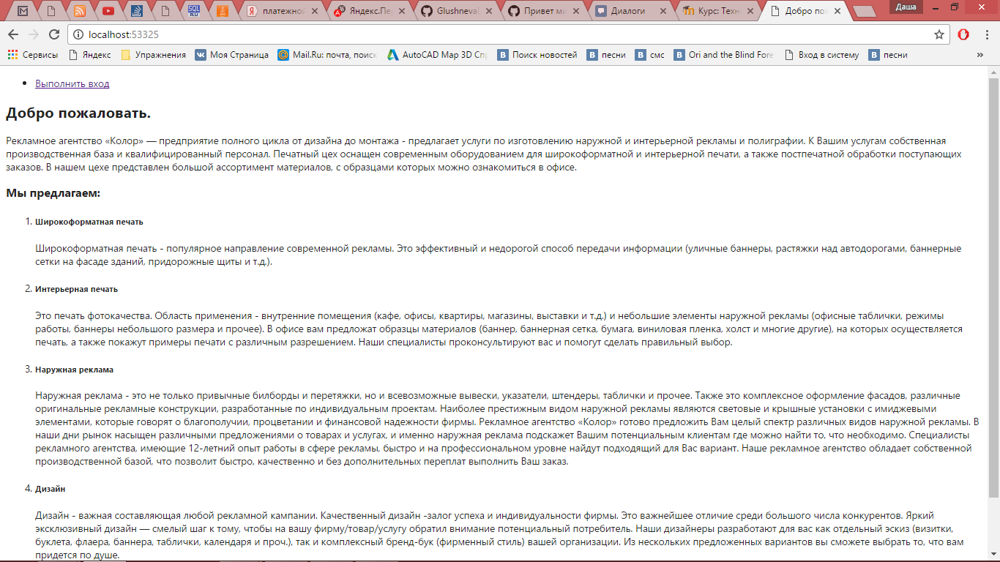 платежной
Яндекс.Пер
Glushneval
Привет ми
Диалоги
Курс: Техно
Добро по
Даша
localhost:53325
Сервисы
Яндекс
Упражнения
Моя Страница
Mail.Ru: почта, поиск
AutoCAD Map 3D Спр
Поиск новостей
песни
смс
Ori and the Blind Fore
Вход в систему
песни
»
• Выполнить вход
Добро пожаловать.
Рекламное агентство «Колор» — предприятие полного цикла от дизайна до монтажа - предлагает услуги по изготовлению наружной и интерьерной рекламы и полиграфии. К Вашим услугам собственная
производственная база и квалифицированный персонал. Печатный цех оснащен современным оборудованием для широкоформатной и интерьерной печати, а также постпечатной обработки поступающих
заказов. В нашем цехе представлен большой ассортимент материалов, с образцами которых можно ознакомиться в офисе.
Мы предлагаем:
1. Широкоформатная печать
Широкоформатная печать - популярное направление современной рекламы. Это эффективный и недорогой способ передачи информации (уличные баннеры, растяжки над автодорогами, баннерные
сетки на фасаде зданий, придорожные щиты и т.д.).
2. Интерьерная печать
Это печать фотокачества. Область применения - внутренние помещения (кафе, офисы, квартиры, магазины, выставки и т.д.) и небольшие элементы наружной рекламы (офисные таблички, режимы
работы, баннеры небольшого размера и прочее). В офисе вам предложат образцы материалов (баннер, баннерная сетка, бумага, виниловая пленка, холст и многие другие), на которых осуществляется
печать, а также покажут примеры печати с различным разрешением. Наши специалисты проконсультируют вас и помогут сделать правильный выбор.
3. Наружная реклама
Наружная реклама - это не только привычные билборды и перетяжки, но и всевозможные вывески, указатели, штендеры, таблички и прочее. Также это комплексное оформление фасадов, различные
оригинальные рекламные конструкции, разработанные по индивидуальным проектам. Наиболее престижным видом наружной рекламы являются световые и крышные установки с имиджевыми
элементами, которые говорят о благополучии, процветании и финансовой надежности фирмы. Рекламное агентство «Колор» готово предложить Вам целый спектр различных видов наружной рекламы. В
наши дни рынок насыщен различными предложениями о товарах и услугах, и именно наружная реклама подскажет Вашим потенциальным клиентам где можно найти то, что необходимо. Специалисты
рекламного агентства, имеющие 12-летний опыт работы в сфере рекламы, быстро и на профессиональном уровне найдут подходящий для Вас вариант. Наше рекламное агентство обладает собственной
производственной базой, что позволит быстро, качественно и без дополнительных переплат выполнить Ваш заказ.
4. Дизайн
Дизайн - важная составляющая любой рекламной кампании. Качественный дизайн -залог успеха и индивидуальности фирмы. Это важнейшее отличие среди большого числа конкурентов. Яркий
эксклюзивный дизайн — смелый шаг к тому, чтобы на вашу фирму/товар/услугу обратил внимание потенциальный потребитель. Наши дизайнеры разработают для вас как отдельный эскиз (визитки,
буклета, флаера, баннера, таблички, календаря и проч.), так и комплексный бренд-бук (фирменный стиль) вашей организации. Из нескольких предложенных вариантов вы сможете выбрать то, что вам
придется по душе.